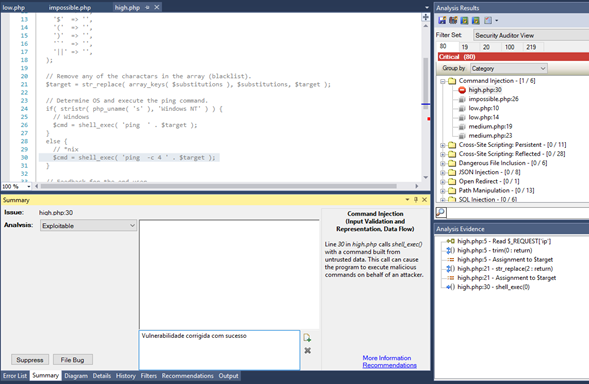 low.php
impossible.php
high.php
13 '$' => '',
14 '(' => '',
15 ')' => '',
16 '`' => '',
17 '||' => '',
18 );
19
20 // Remove any of the charactars in the array (blacklist).
21 $target = str_replace( array_keys( $substitutions ), $substitutions, $target );
22
23 // Determine OS and execute the ping command.
24 if( stristr( php_uname( 's' ), 'Windows NT' ) ) {
25 // Windows
26 $cmd = shell_exec( 'ping ' . $target );
27 }
28 else {
29 // *nix
30 $cmd = shell_exec( 'ping -c 4 ' . $target );
31 }
32
100 %
Summary
Issue: high.php:30
Analysis: Exploitable
Vulnerabilidade corrigida com sucesso
Suppress
File Bug
Command Injection
(Input Validation and
Representation, Data Flow)
Line 30 in high.php calls shell_exec()
with a command built from
untrusted data. This call can cause
the program to execute malicious
commands on behalf of an attacker.
More Information
Recommendations
Error List Summary Diagram Details History Filters Recommendations Output
Analysis Results
Filter Set: Security Auditor View
80 19 20 100 219
Critical (80)
Group by: Category
Command Injection - [1 / 6]
high.php:30
impossible.php:26
low.php:10
low.php:14
medium.php:19
medium.php:23
Cross-Site Scripting: Persistent - [0 / 11]
Cross-Site Scripting: Reflected - [0 / 28]
Dangerous File Inclusion - [0 / 6]
JSON Injection - [0 / 8]
Open Redirect - [0 / 1]
Path Manipulation - [0 / 13]
SQL Injection - [0 / 11]
Analysis Evidence
high.php:5 - Read $_REQUEST['ip']
high.php:5 - trim(0 : return)
high.php:5 - Assignment to $target
high.php:21 - str_replace(2 : return)
high.php:21 - Assignment to $target
high.php:30 - shell_exec(0)